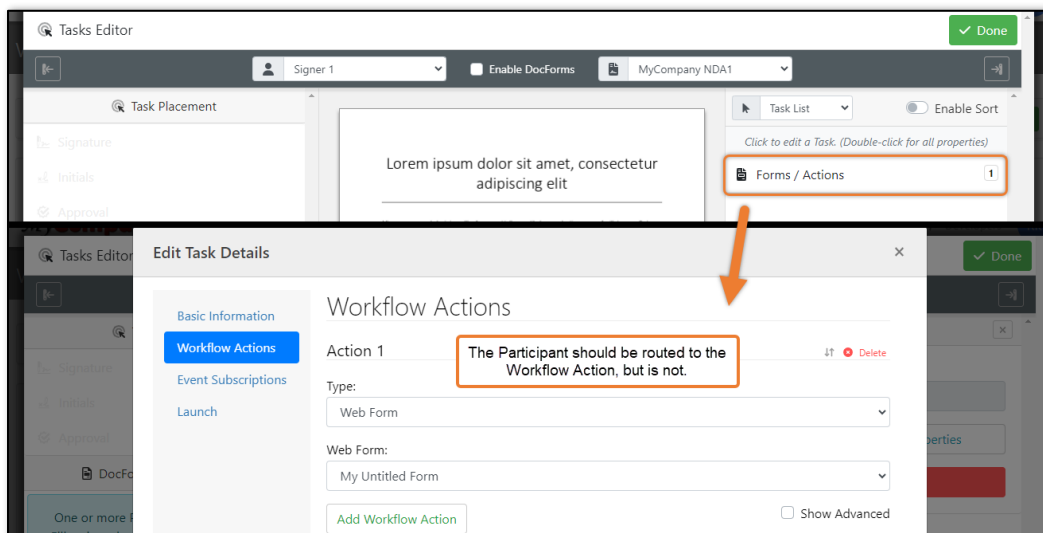 Tasks Editor
Done
Signer 1
Enable DocForms
MyCompany NDA1
Task Placement
Task List
Enable Sort
Signature
Click to edit a Task. (Double-click for all properties)
Lorem ipsum dolor sit amet, consectetur
adipiscing elit
Initials
Forms / Actions
1
Approval
Tasks Editor
Edit Task Details
×
Done
Basic Information
Workflow Actions
Event Subscriptions
Launch
Workflow Actions
Action 1
The Participant should be routed to the
Workflow Action, but is not.
Delete
Type:
Web Form
Web Form:
My Untitled Form
Add Workflow Action
Show Advanced
Signature
Initials
Approval
DocFo
One or more
perties